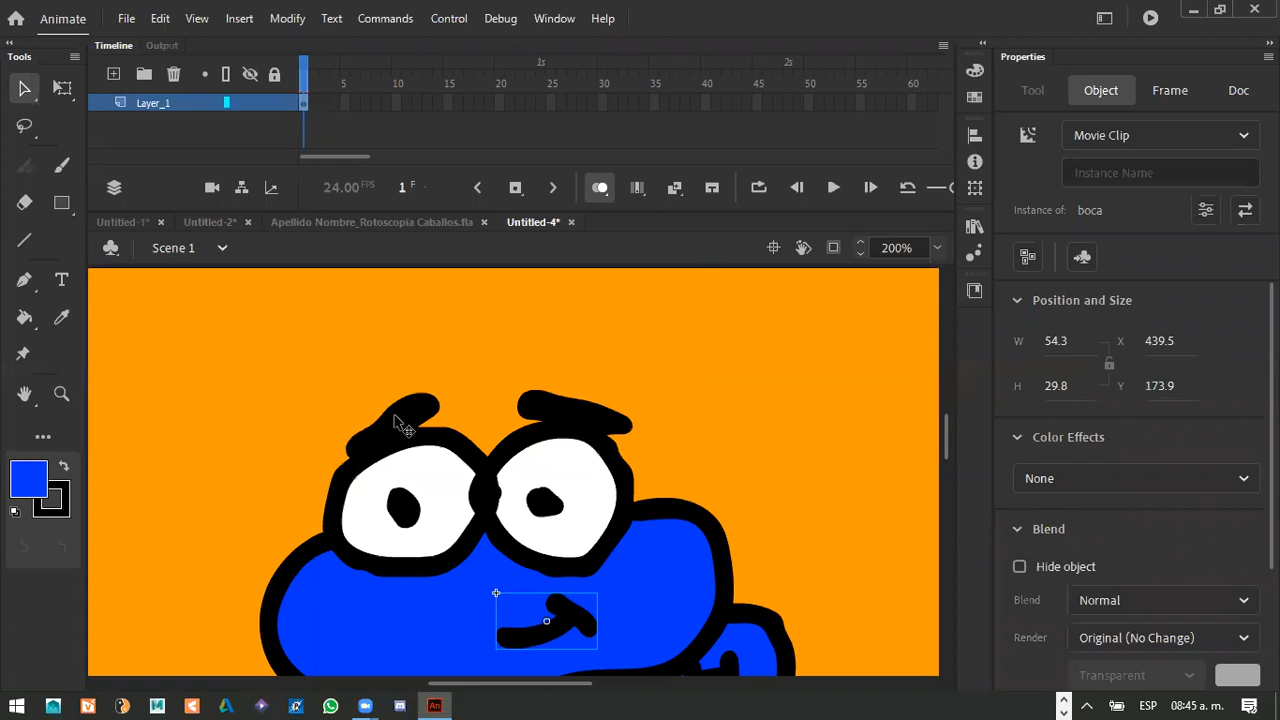 Animate File Edit View Insert Modify Text Commands Control Debug Window Help
Tools
Timeline Output
1s 2s
5 10 15 20 25 30 35 40 45 50 55 60
Layer_1
24.00 FPS 1 F
Untitled-1* Untitled-2* Apellido Nombre_Rotoscopia Caballos.fla Untitled-4*
Scene 1 200%
Properties
Tool Object Frame Doc
Movie Clip
Instance Name
Instance of: boca
Position and Size
W 54.3 X 439.5
H 29.8 Y 173.9
Color Effects
None
Blend
Hide object
Blend Normal
Render Original (No Change)
Transparent
An ESP 08:45 a. m.